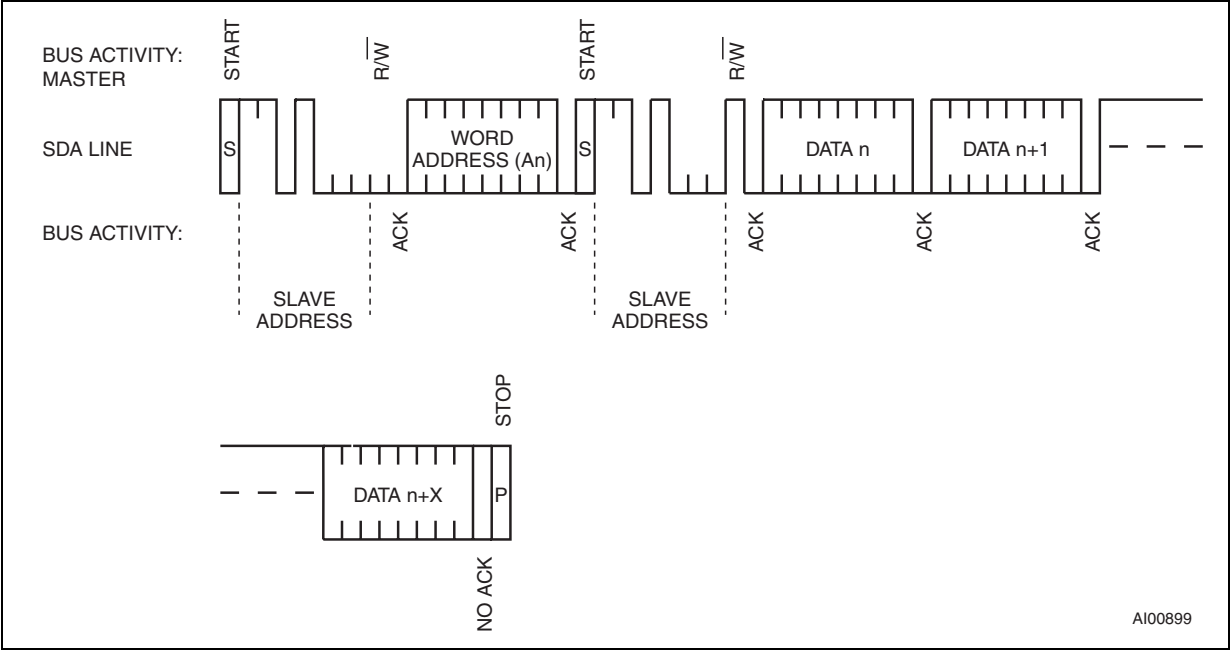 BUS ACTIVITY:
MASTER
START
R/W
START
R/W
SDA LINE
S
WORD
ADDRESS (An)
S
DATA n
DATA n+1
BUS ACTIVITY:
ACK
ACK
ACK
ACK
ACK
SLAVE
ADDRESS
SLAVE
ADDRESS
STOP
DATA n+X
P
NO ACK
AI00899